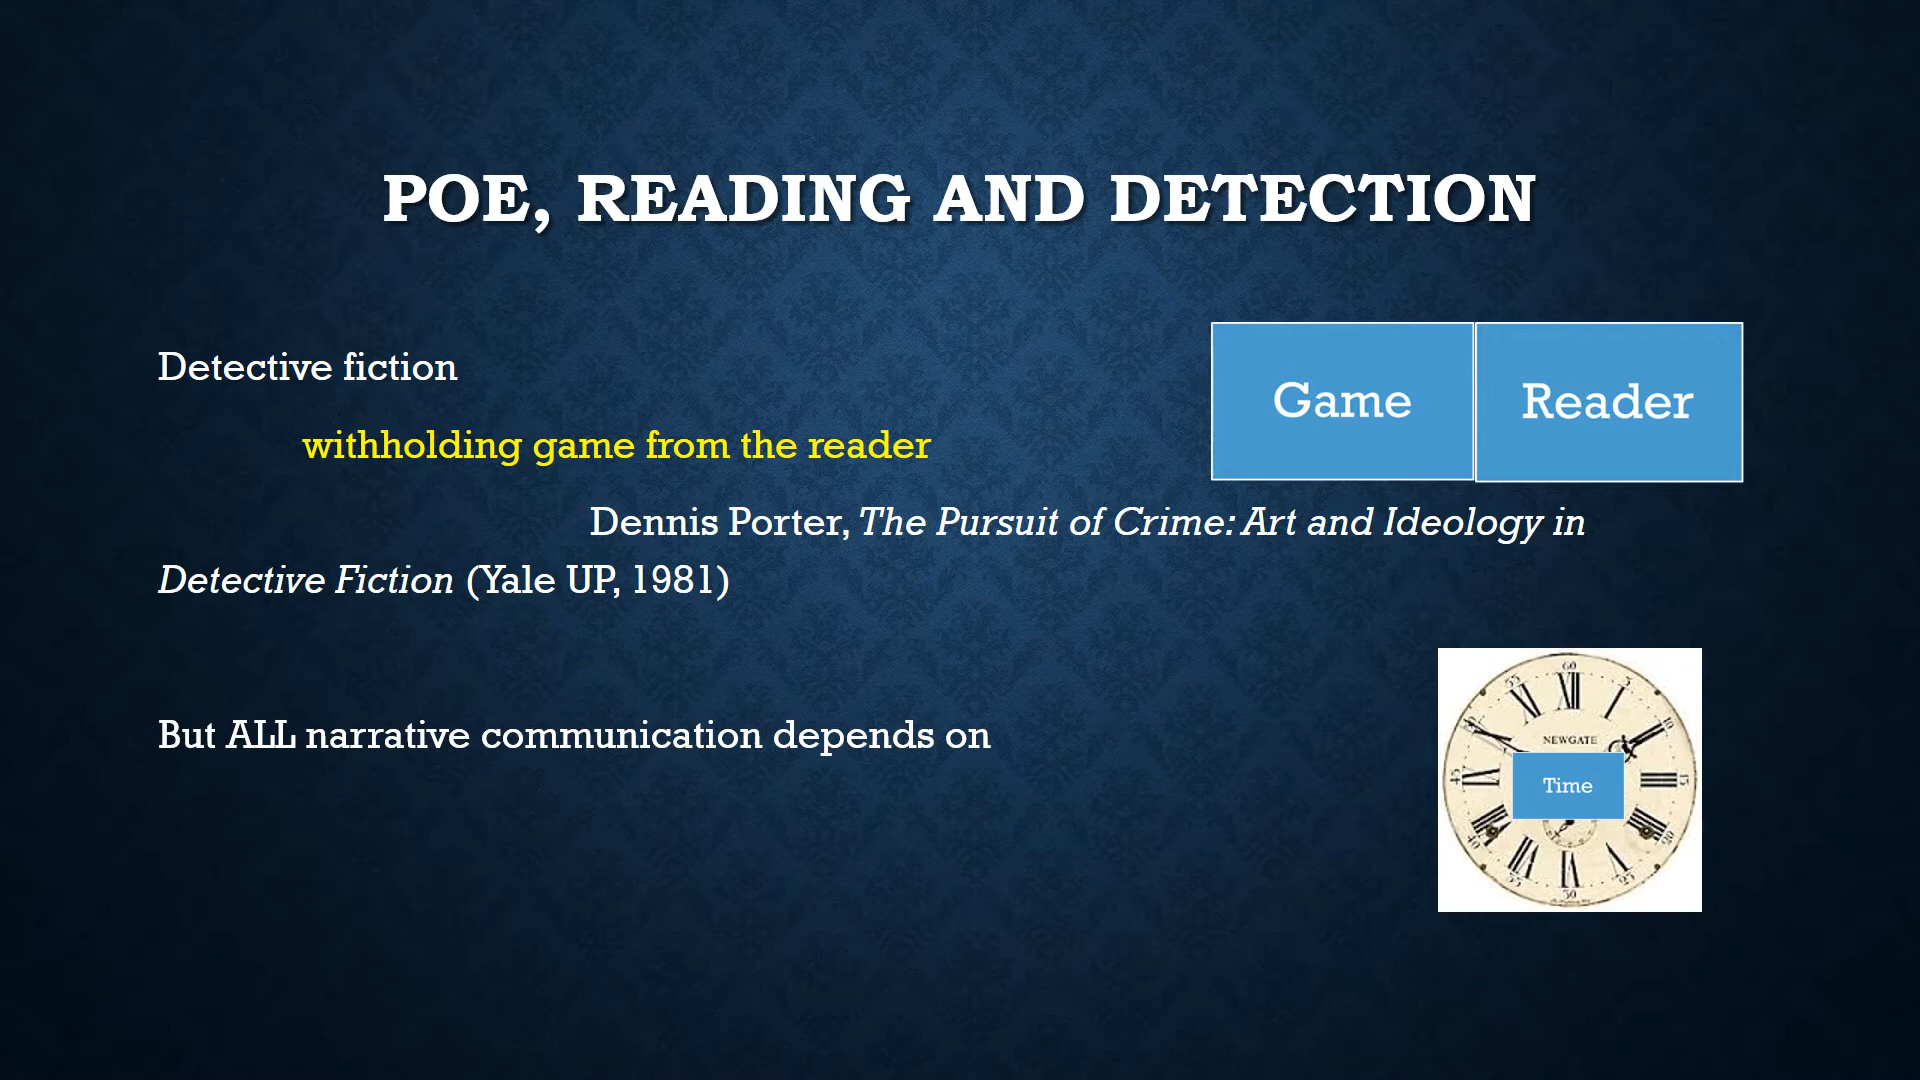 POE, READING AND DETECTION
Detective fiction
withholding game from the reader
Game
Reader
Dennis Porter, The Pursuit of Crime: Art and Ideology in
Detective Fiction (Yale UP, 1981)
But ALL narrative communication depends on
NEWGATE
Time